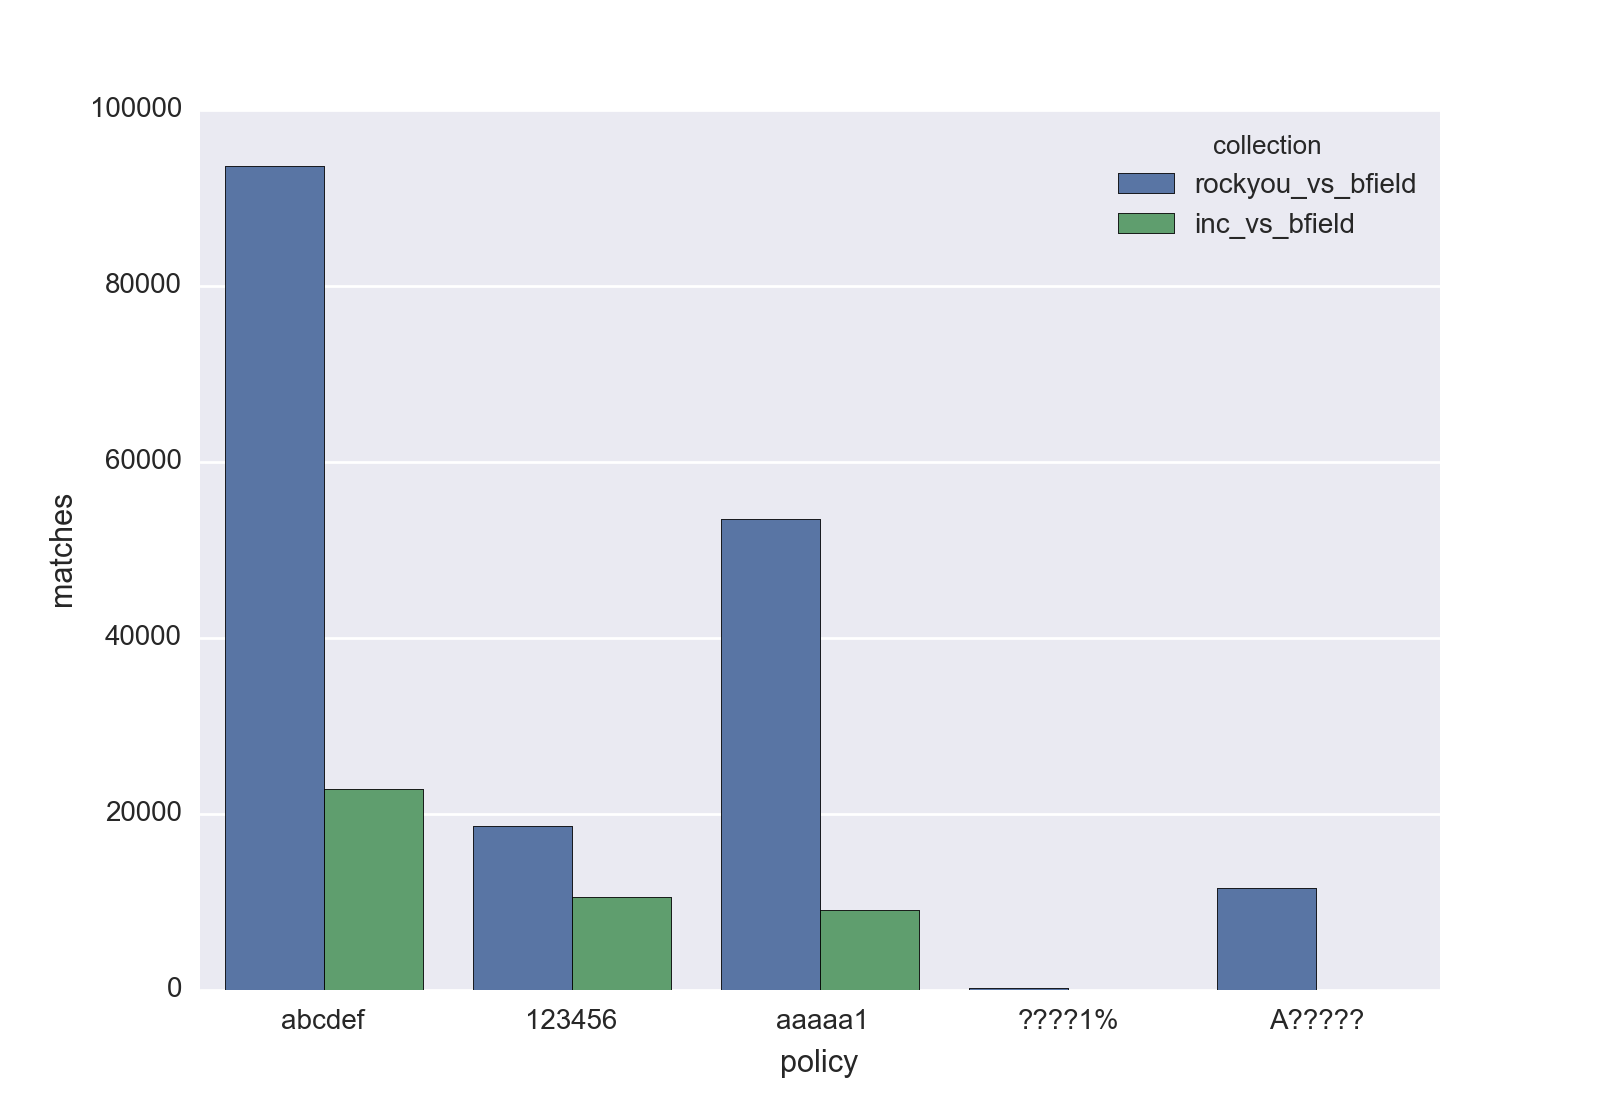 100000
80000
60000
40000
20000
0
matches
collection
rockyou_vs_bfield
inc_vs_bfield
abcdef
123456
aaaaa1
????1%
A?????
policy